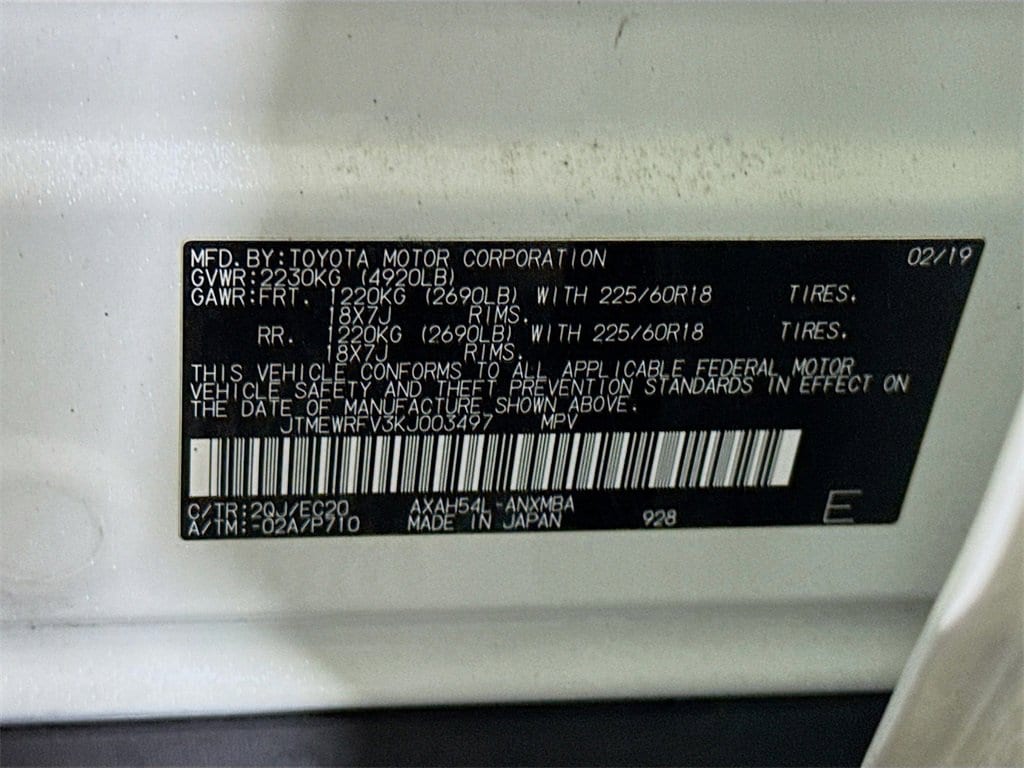 MFD. BY: TOYOTA MOTOR CORPORATION 02/19
GVWR: 2230KG (4920LB)
GAWR: FRT. 1220KG (2690LB) WITH 225/60R18 TIRES.
18X7J RIMS.
RR. 1220KG (2690LB) WITH 225/60R18 TIRES.
18X7J RIMS.
THIS VEHICLE CONFORMS TO ALL APPLICABLE FEDERAL MOTOR
VEHICLE SAFETY AND THEFT PREVENTION STANDARDS IN EFFECT ON
THE DATE OF MANUFACTURE SHOWN ABOVE.
JTMEWRFV3KJ003497 MPV
C/TR: 2QJ/EC20 AXAH54L-ANXMBA
A/TM: -02A/P710 MADE IN JAPAN 928 E